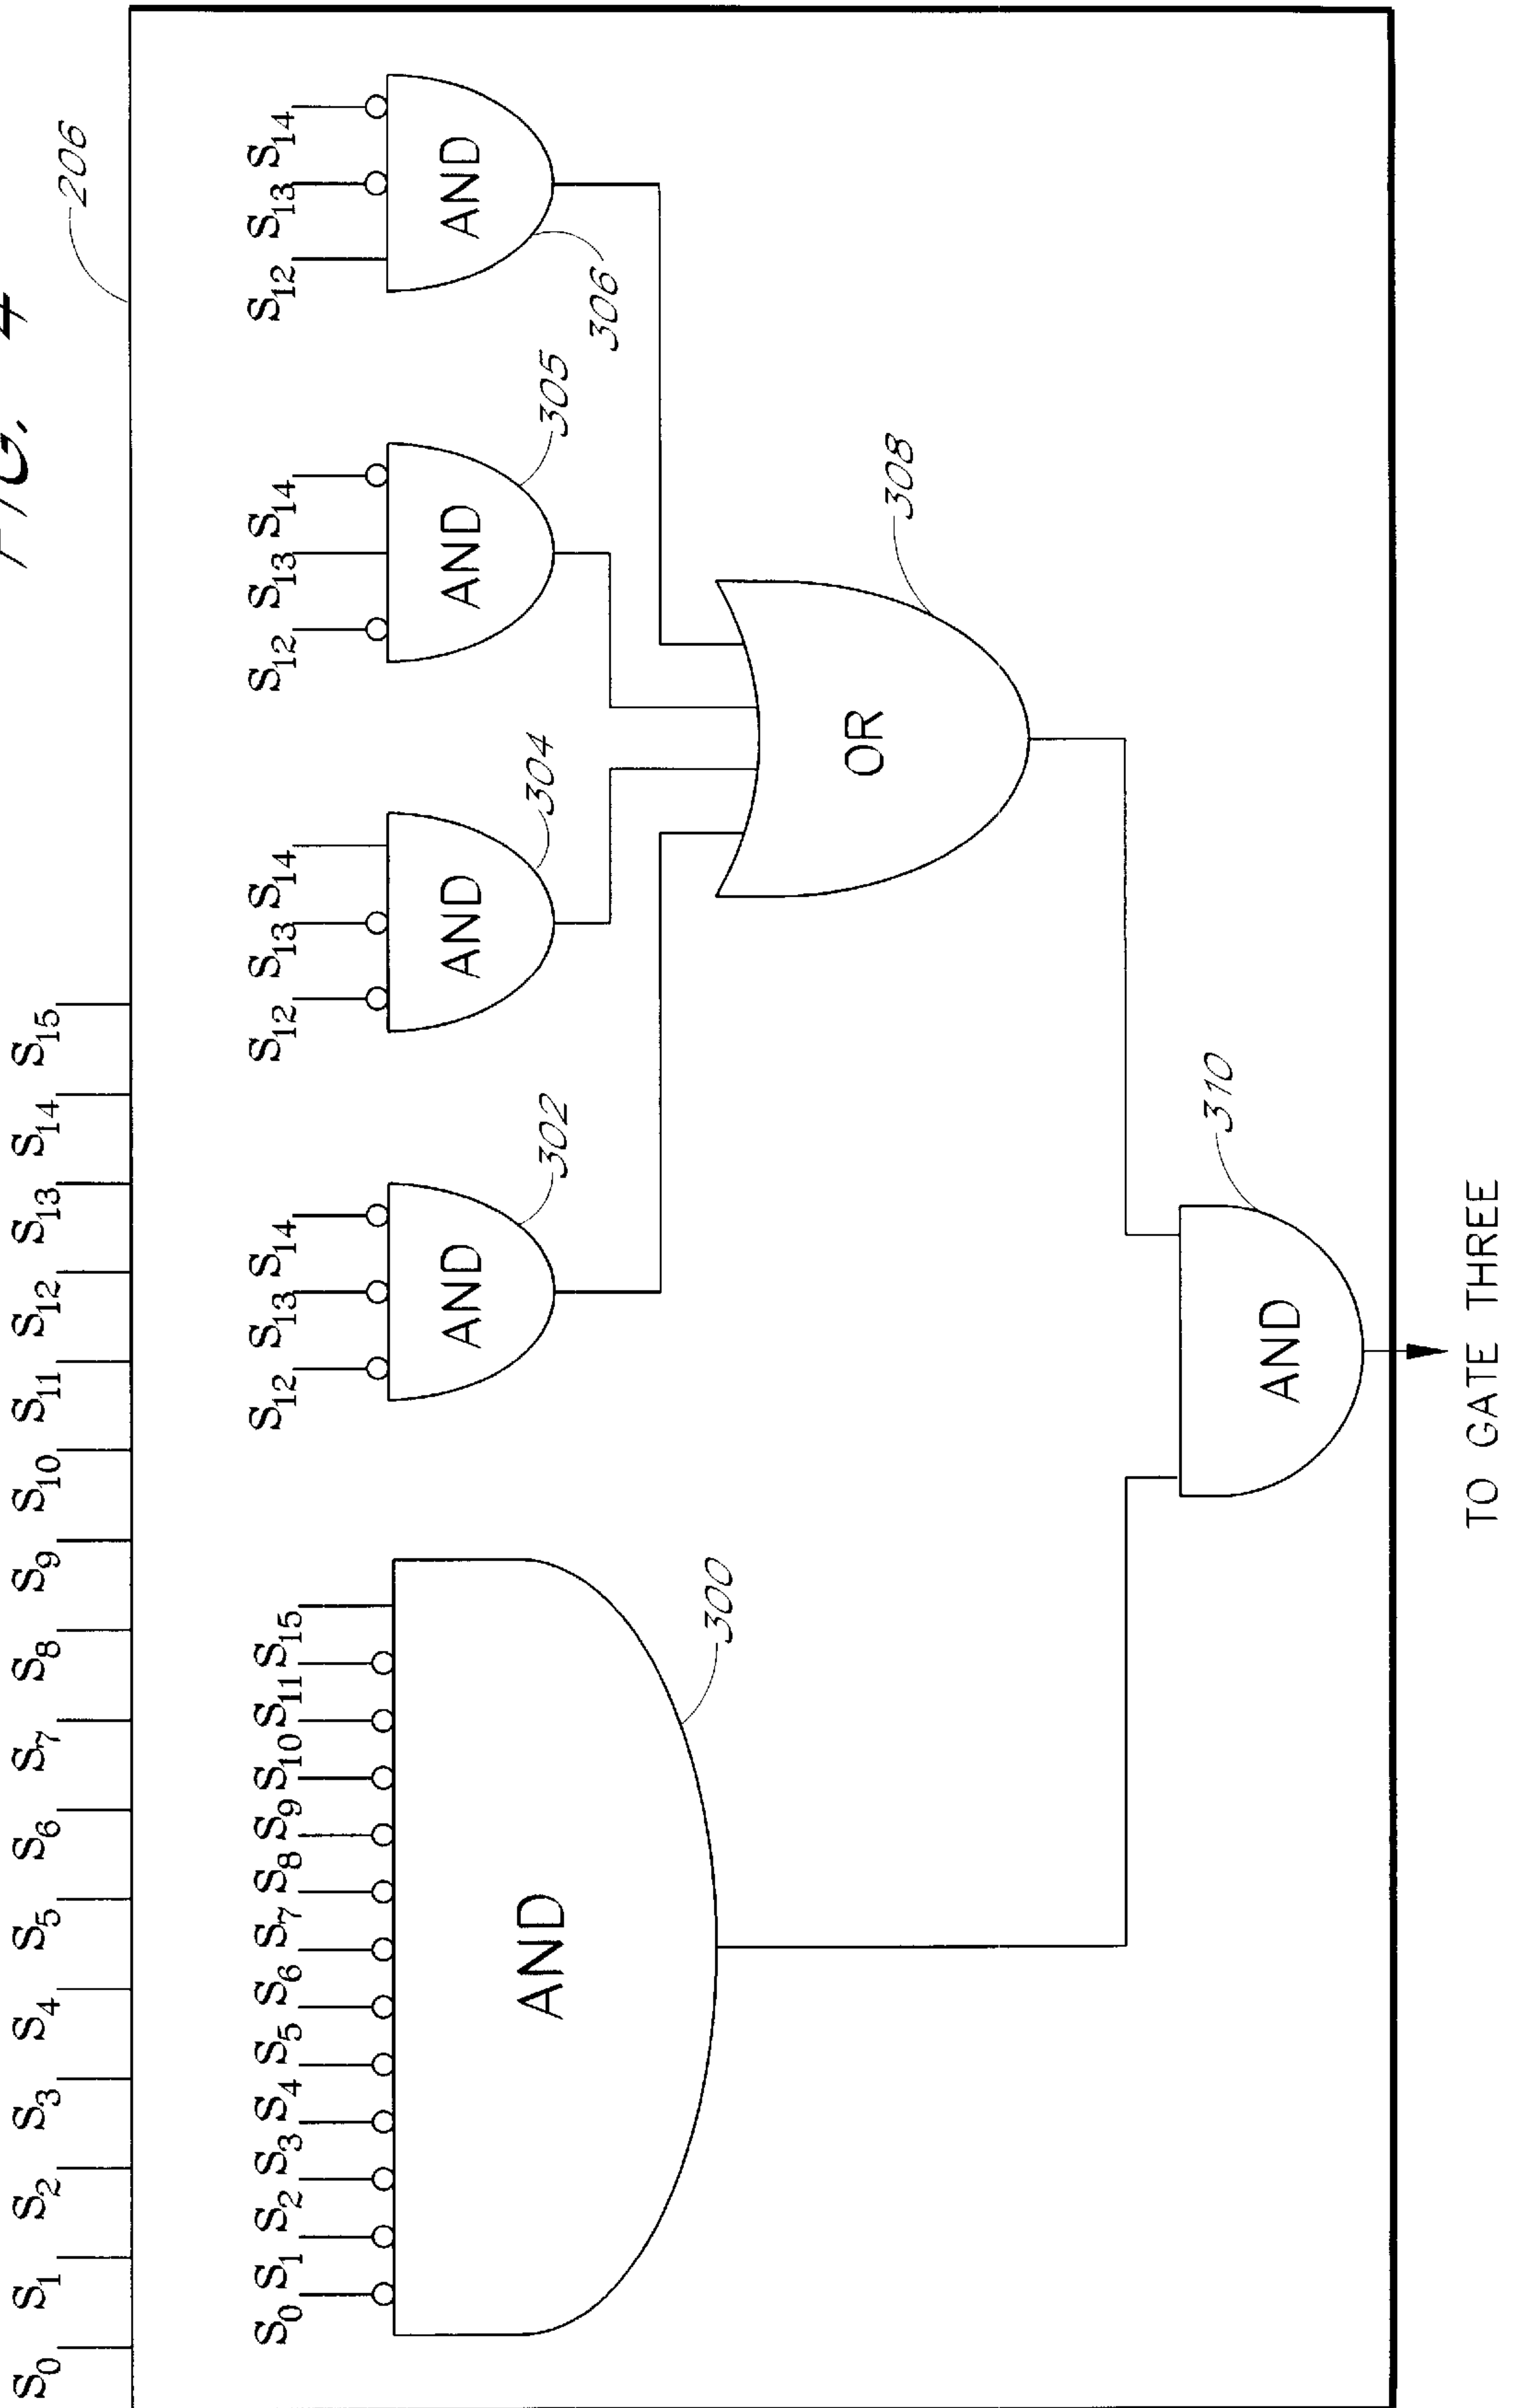 FIG. 4
206
S0 S1 S2 S3 S4 S5 S6 S7 S8 S9 S10 S11 S12 S13 S14 S15
S0 S1 S2 S3 S4 S5 S6 S7 S8 S9 S10 S11 S15
S12 S13 S14
S12 S13 S14
S12 S13 S14
S12 S13 S14
AND
AND
AND
AND
AND
300
302
304
305
306
OR
308
AND
310
TO GATE THREE